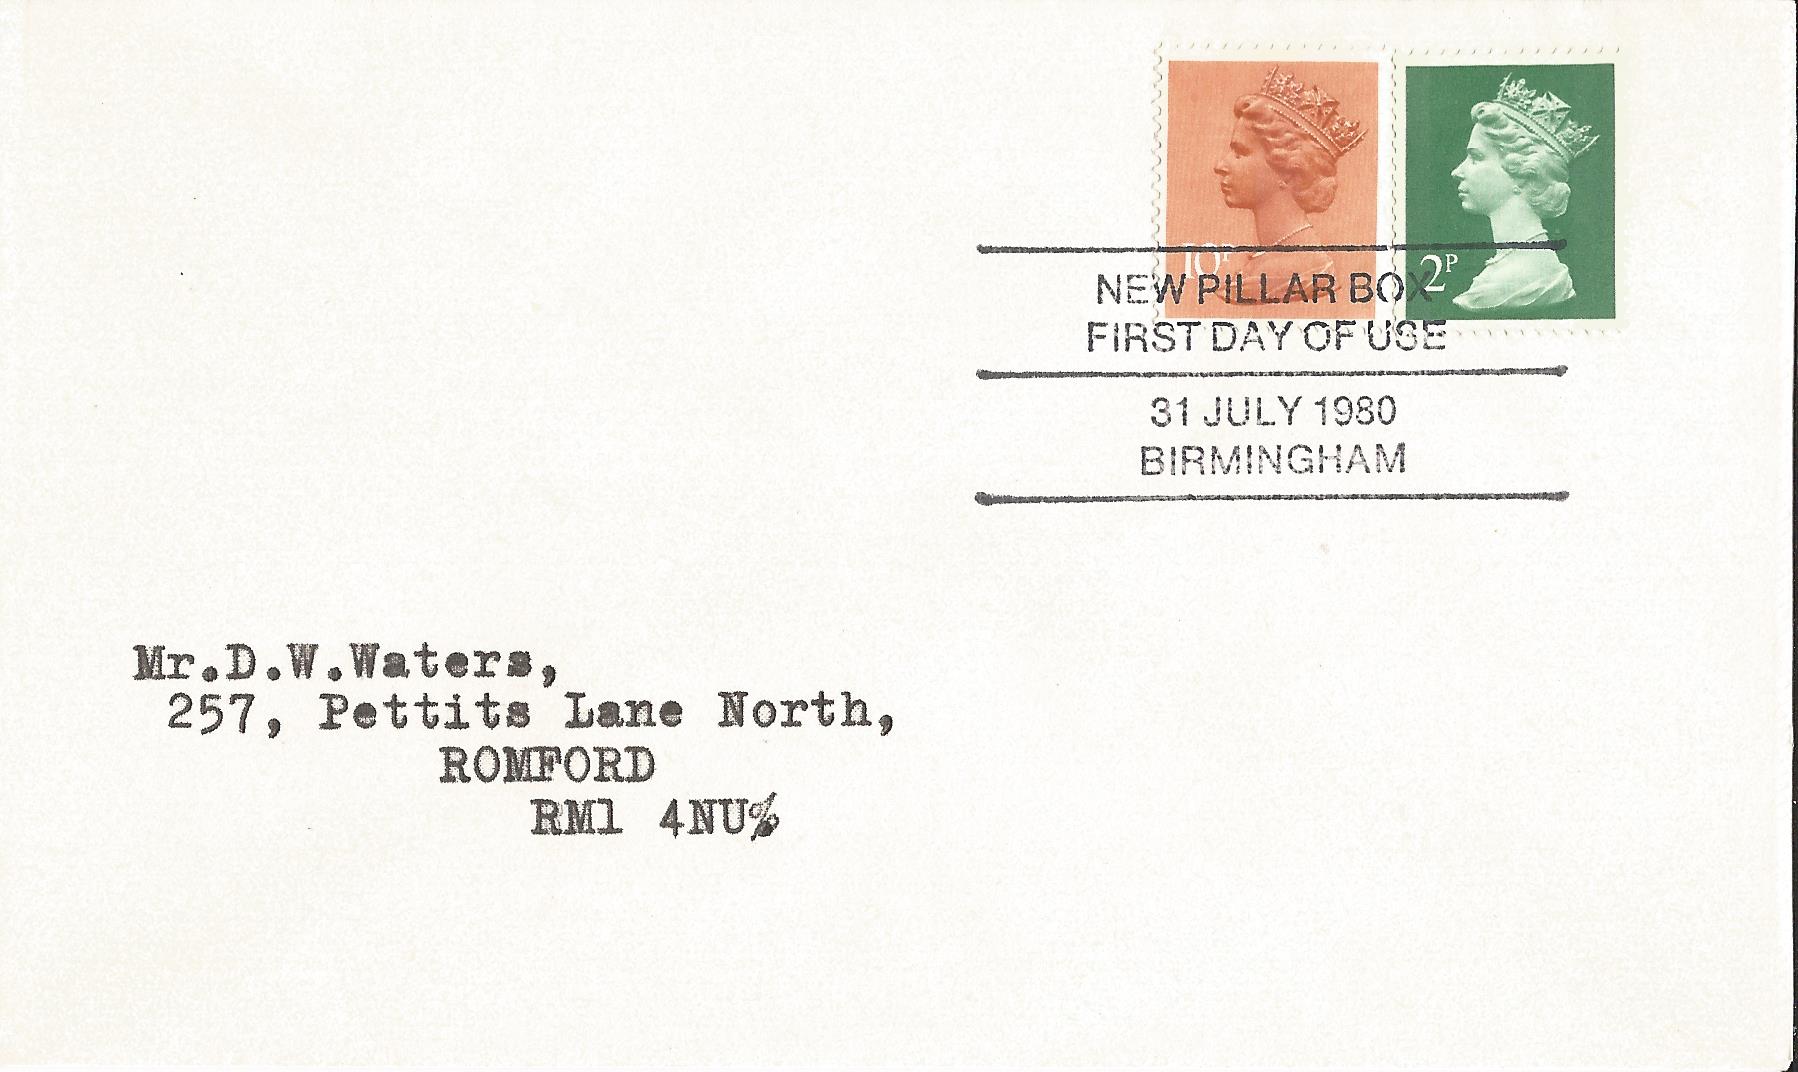 10P
2P
NEW PILLAR BOX
FIRST DAY OF USE
31 JULY 1980
BIRMINGHAM
Mr.D.W.Waters,
257, Pettits Lane North,
ROMFORD
RM1 4NU